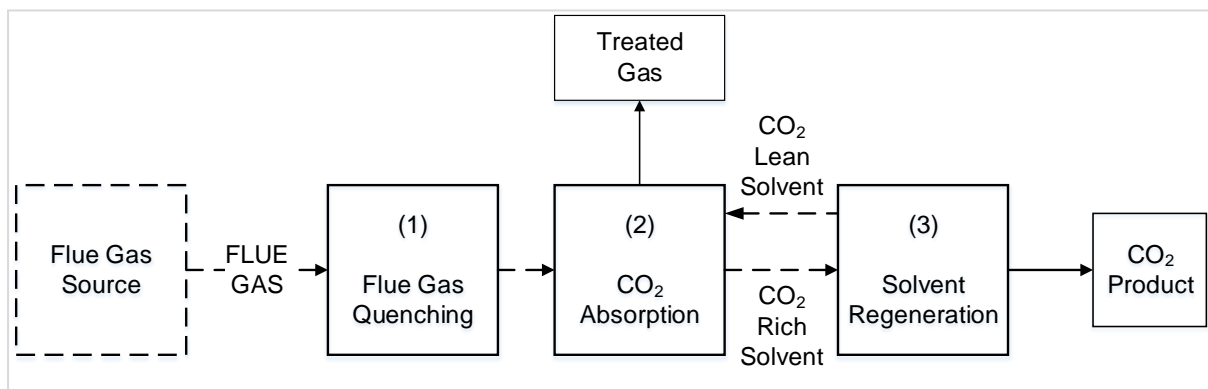 Treated
Gas
CO₂
Lean
Solvent
Flue Gas
Source
FLUE
GAS
(1)
Flue Gas
Quenching
(2)
CO₂
Absorption
CO₂
Rich
Solvent
(3)
Solvent
Regeneration
CO₂
Product